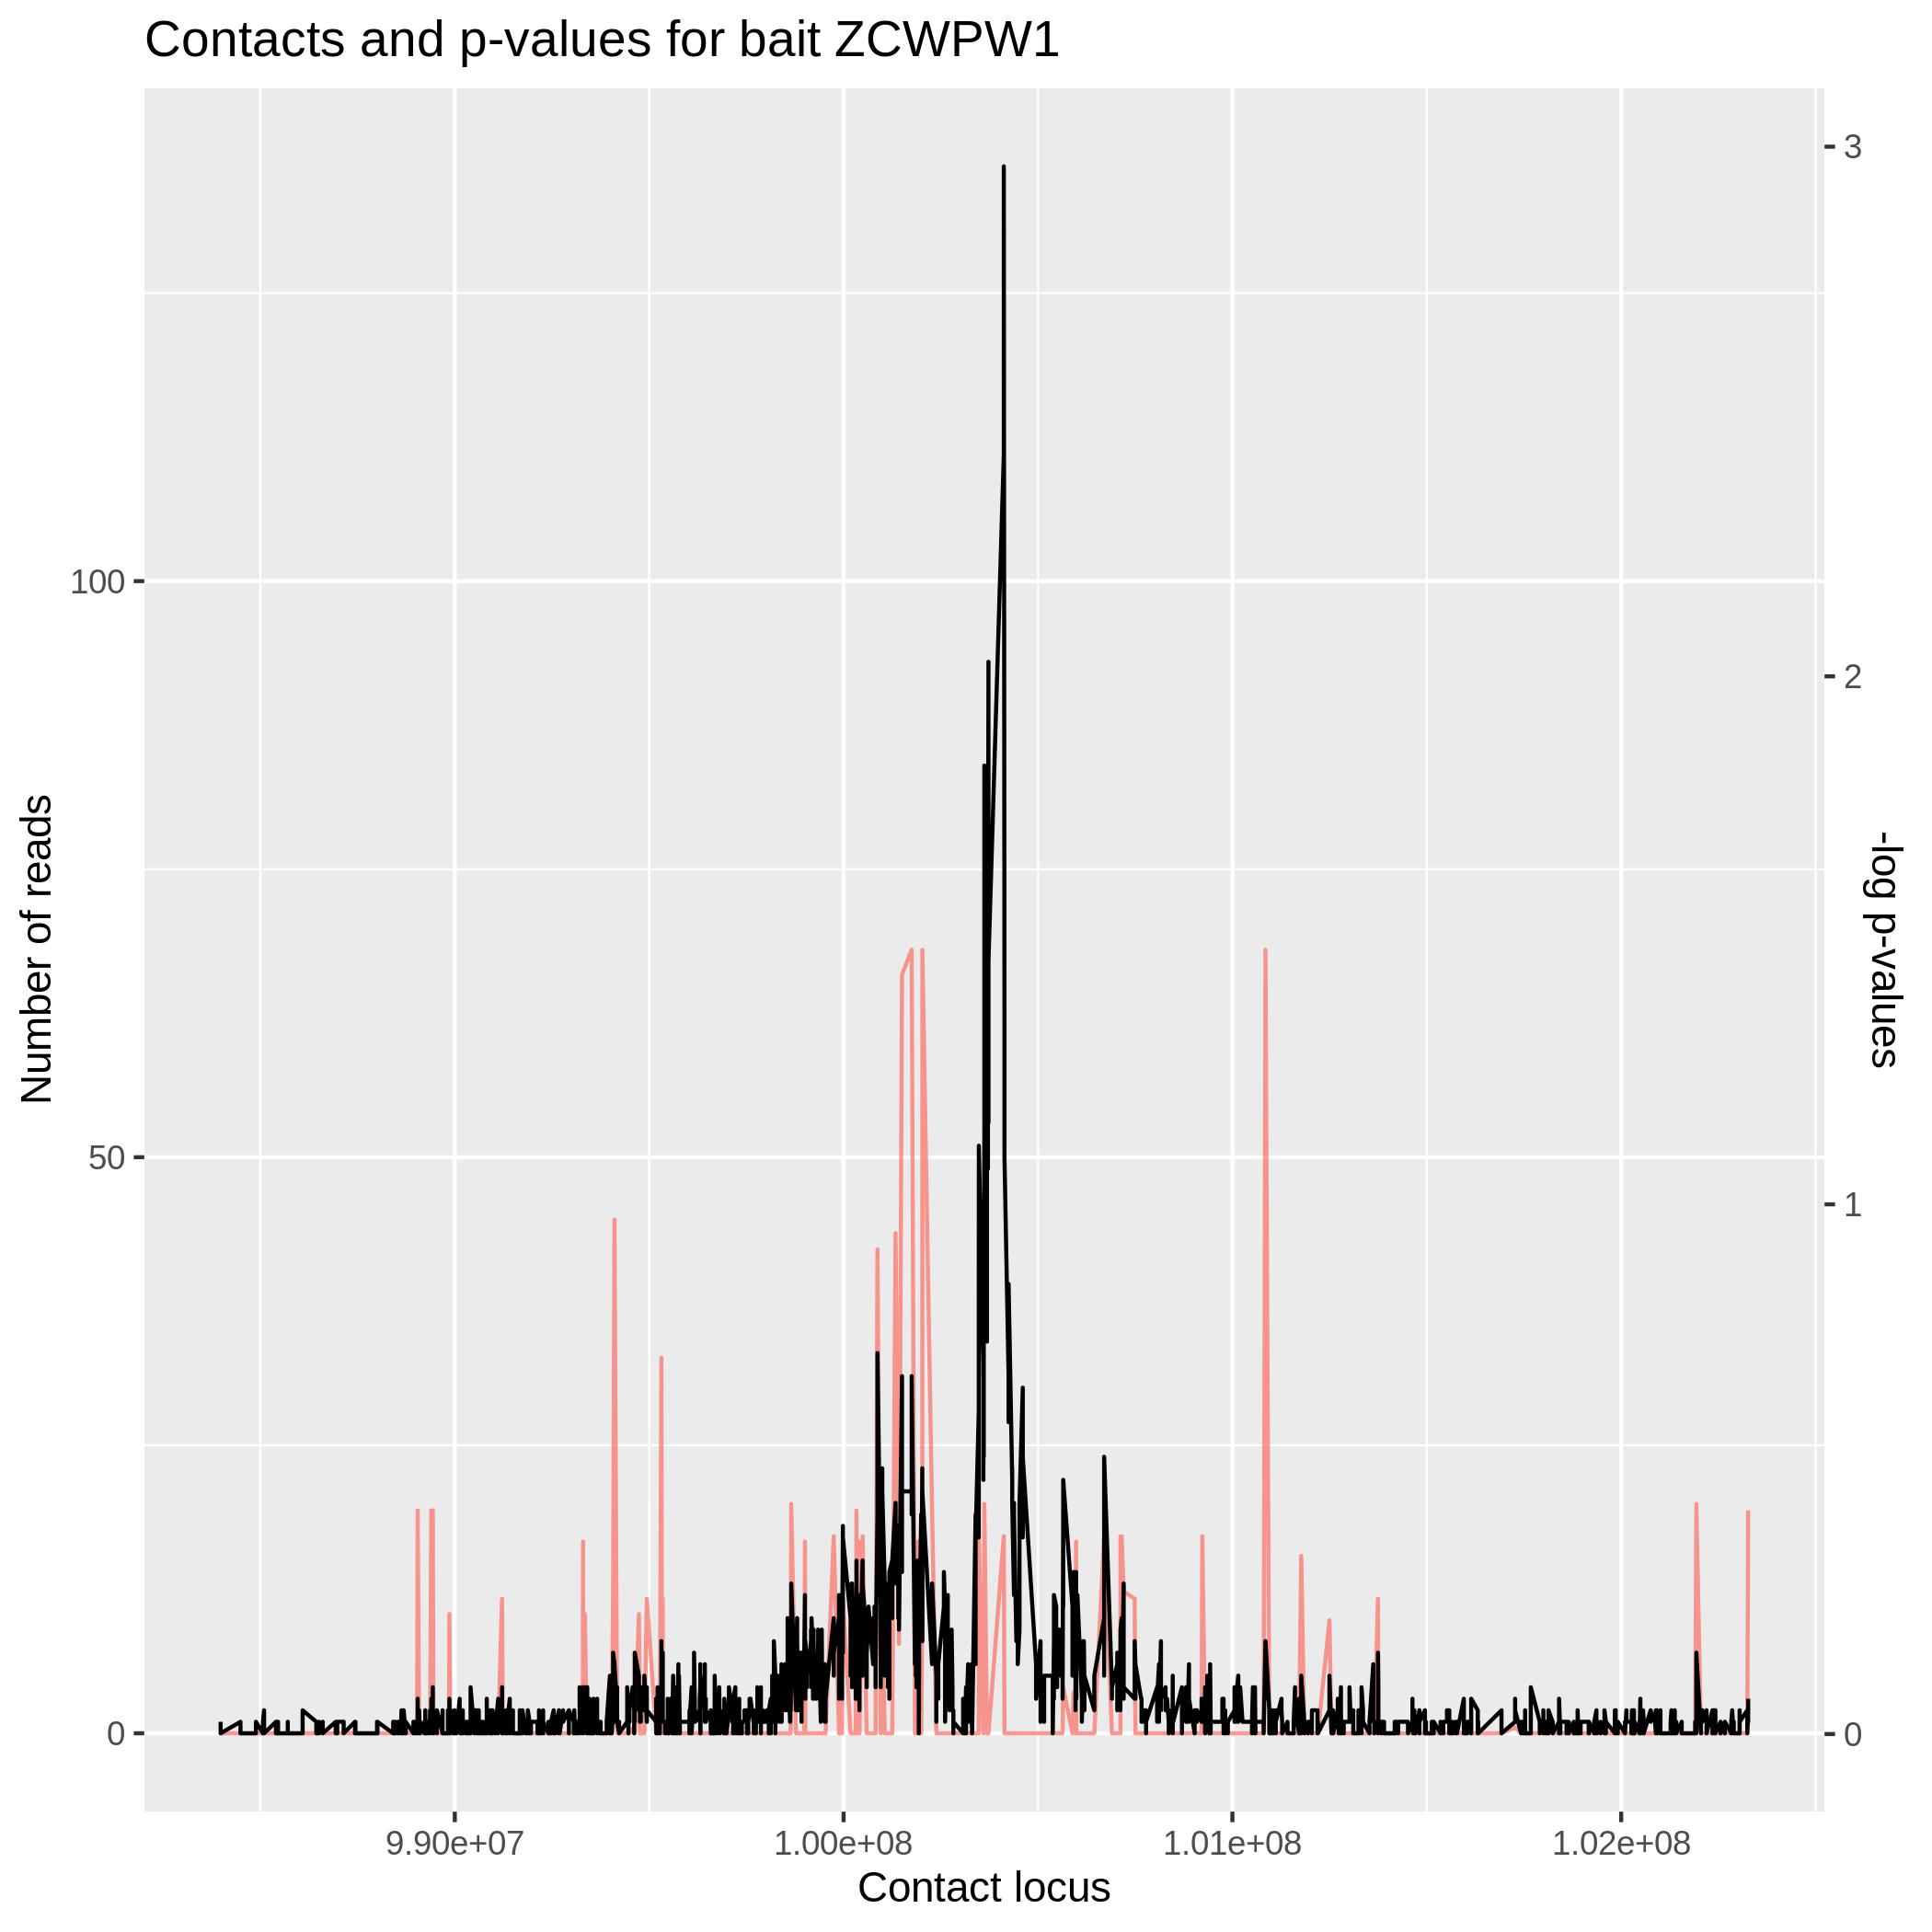 Contacts and p-values for bait ZCWPW1
Number of reads
100
50
0
3
2
1
0
-log p-values
9.90e+07
1.00e+08
1.01e+08
1.02e+08
Contact locus